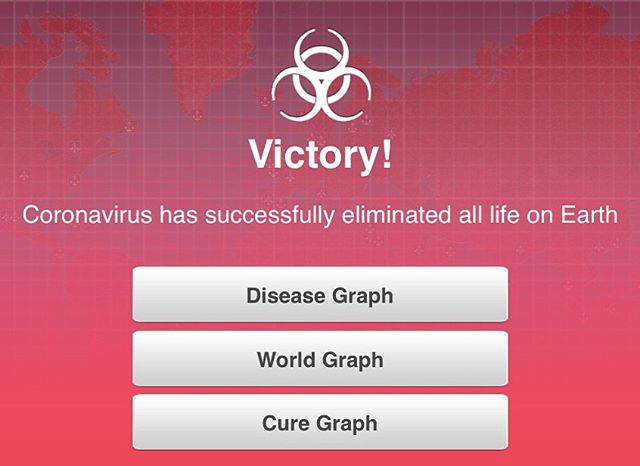 Victory!
Coronavirus has successfully eliminated all life on Earth
Disease Graph
World Graph
Cure Graph